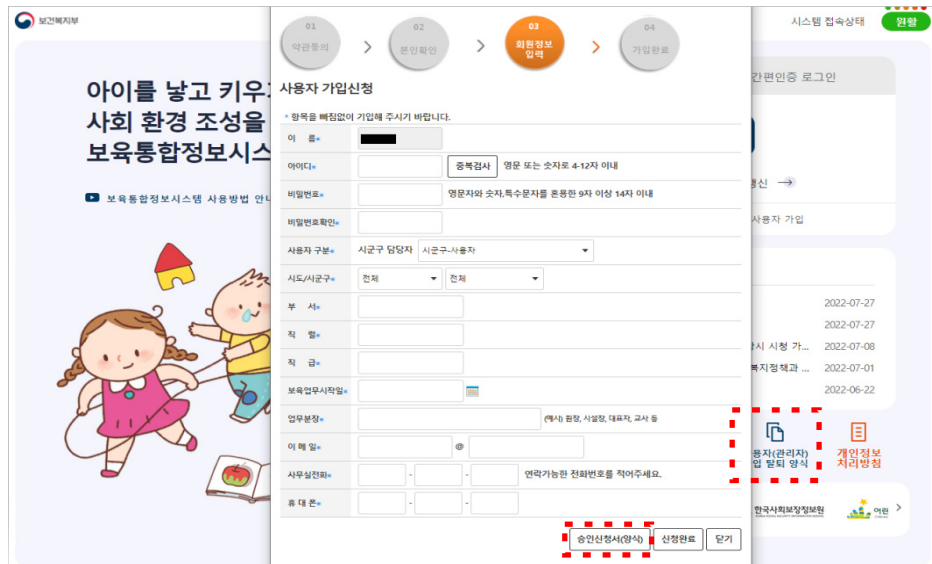 보건복지부
시스템 접속상태
원활
아이를 낳고 키우기
사회 환경 조성을
보육통합정보시스
보육통합정보시스템 사용방법 안내
01
약관동의
02
본인확인
03
회원정보
입력
04
가입완료
사용자 가입신청
* 항목을 빠짐없이 기입해 주시기 바랍니다.
이 름*
아이디* 중복검사 영문 또는 숫자로 4-12자 이내
비밀번호* 영문자와 숫자,특수문자를 혼용한 9자 이상 14자 이내
비밀번호확인*
사용자 구분* 시군구 담당자 시군구-사용자
시도/시군구* 전체 전체
부 서*
직 렬*
직 급*
보육업무시작일*
업무분장* (예시) 원장, 시설장, 대표자, 교사 등
이 메 일* @
사무실전화* - - 연락가능한 전화번호를 적어주세요.
휴 대 폰* - -
승인신청서(양식) 신청완료 닫기
간편인증 로그인
갱신 →
사용자 가입
2022-07-27
2022-07-27
시 시청 가... 2022-07-08
복지정책과 ... 2022-07-01
2022-06-22
용자(관리자)
입 탈퇴 양식
개인정보
처리방침
한국사회보장정보원
어린